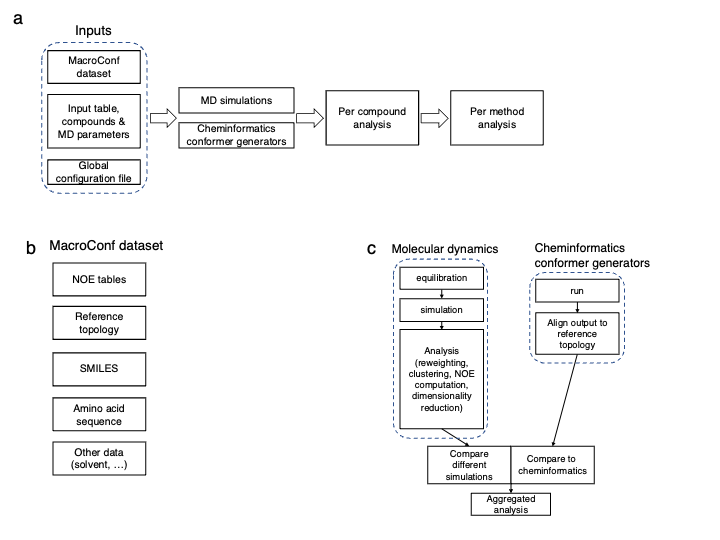 a
Inputs
MacroConf
dataset
Input table,
compounds &
MD parameters
Global
configuration file
MD simulations
Cheminformatics
conformer generators
Per compound
analysis
Per method
analysis
b
MacroConf dataset
NOE tables
Reference
topology
SMILES
Amino acid
sequence
Other data
(solvent, ...)
c
Molecular dynamics
equilibration
simulation
Analysis
(reweighting,
clustering, NOE
computation,
dimensionality
reduction)
Cheminformatics
conformer generators
run
Align output to
reference
topology
Compare
different
simulations
Compare to
cheminformatics
Aggregated
analysis